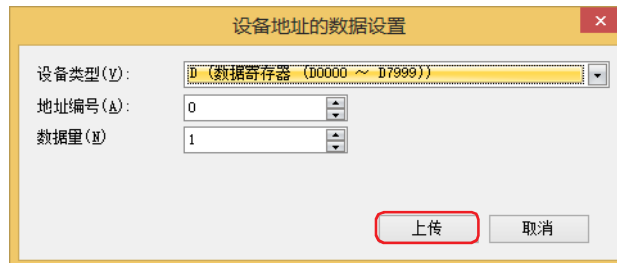 设备地址的数据设置
设备类型(V): D (数据寄存器 (D0000 ~ D7999))
地址编号(A): 0
数据量(N) 1
上传 取消